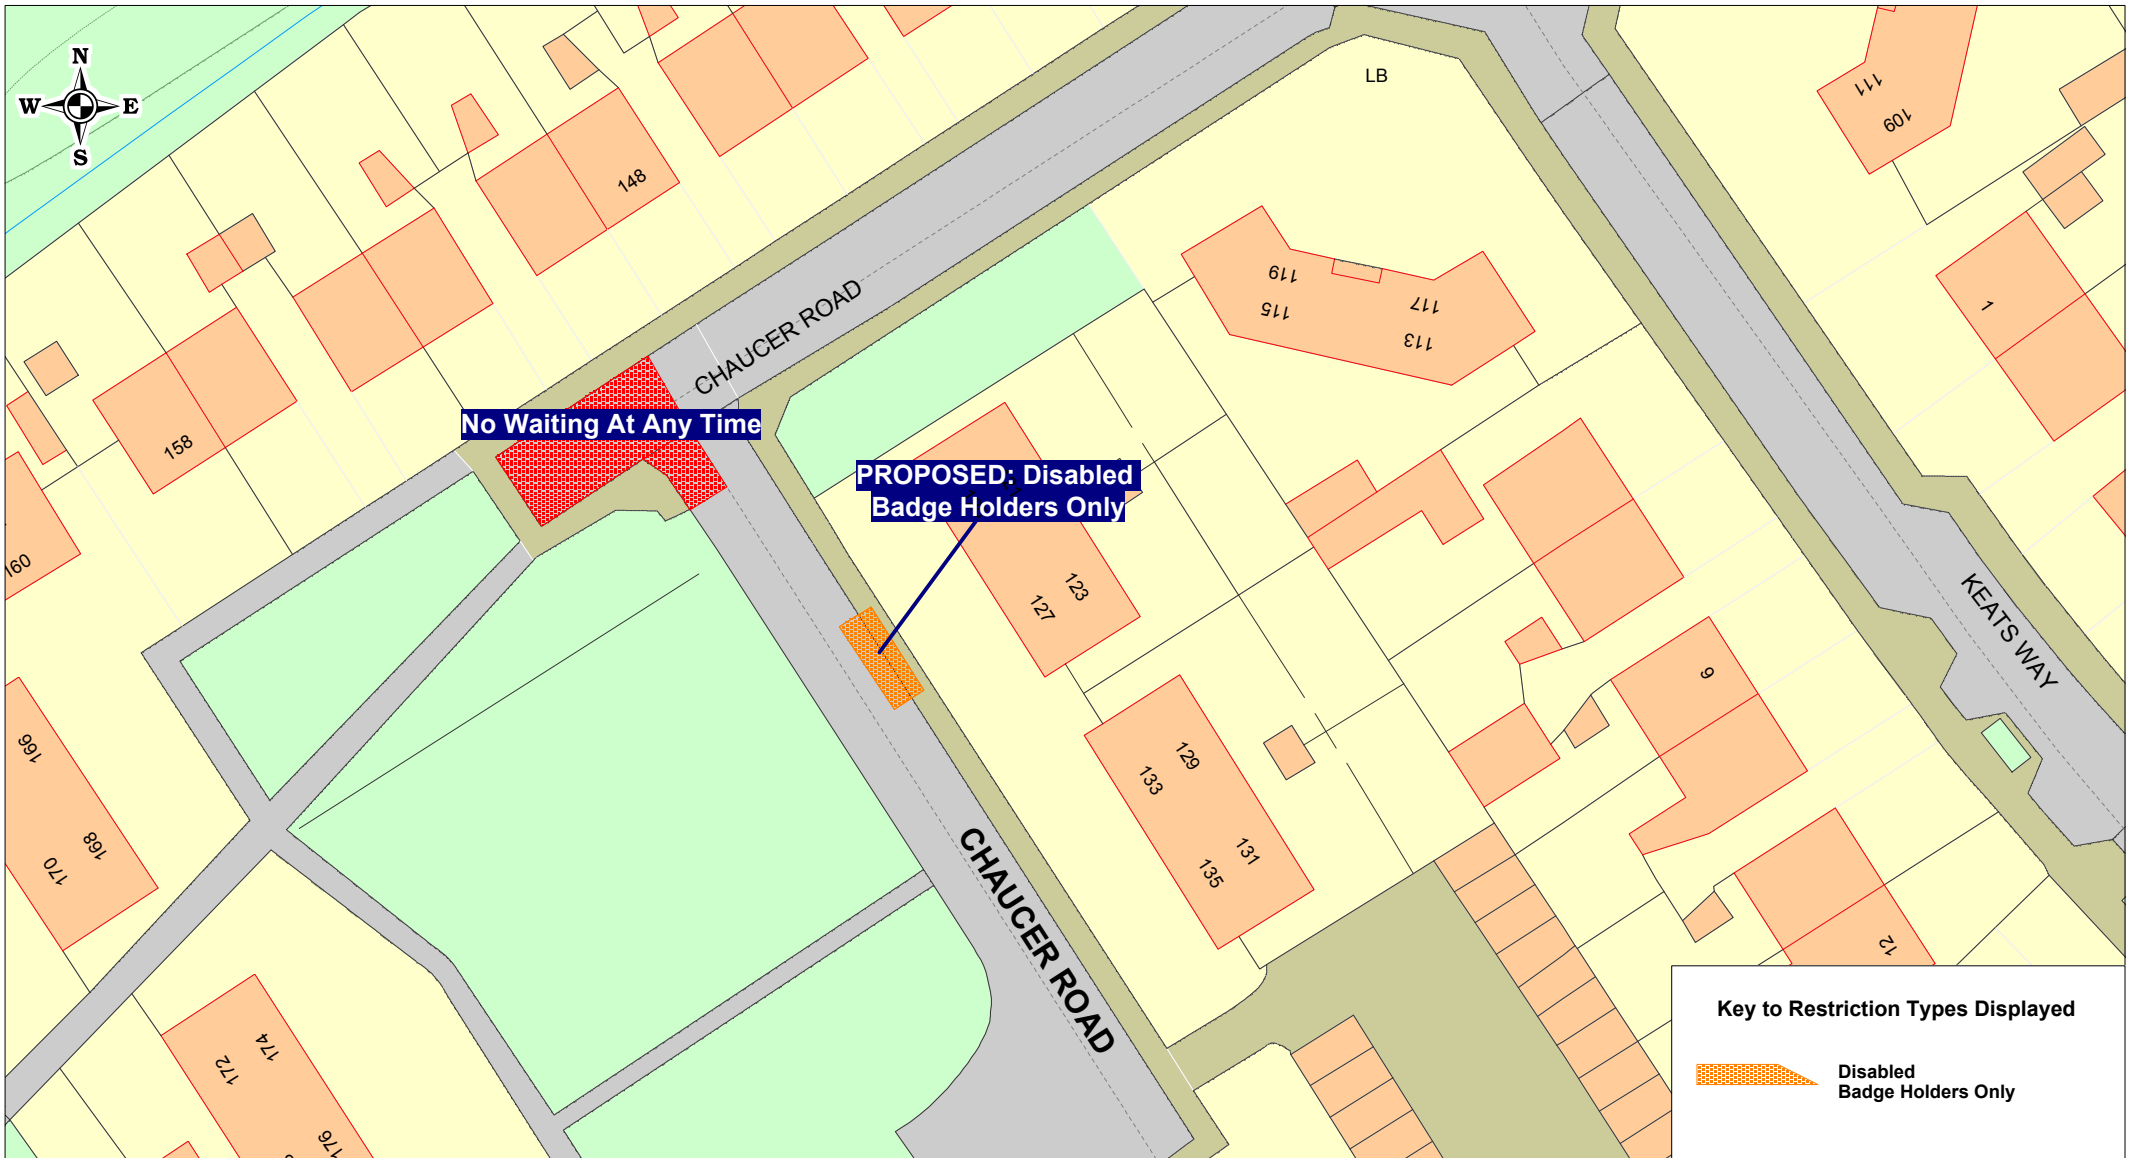 N
W E
S
LB
111
109
148
CHAUCER ROAD
119
115
117
113
1
158
No Waiting At Any Time
PROPOSED: Disabled
Badge Holders Only
160
123
127
KEATS WAY
9
166
129
133
168
170
131
135
CHAUCER ROAD
12
174
172
176
Key to Restriction Types Displayed
Disabled
Badge Holders Only